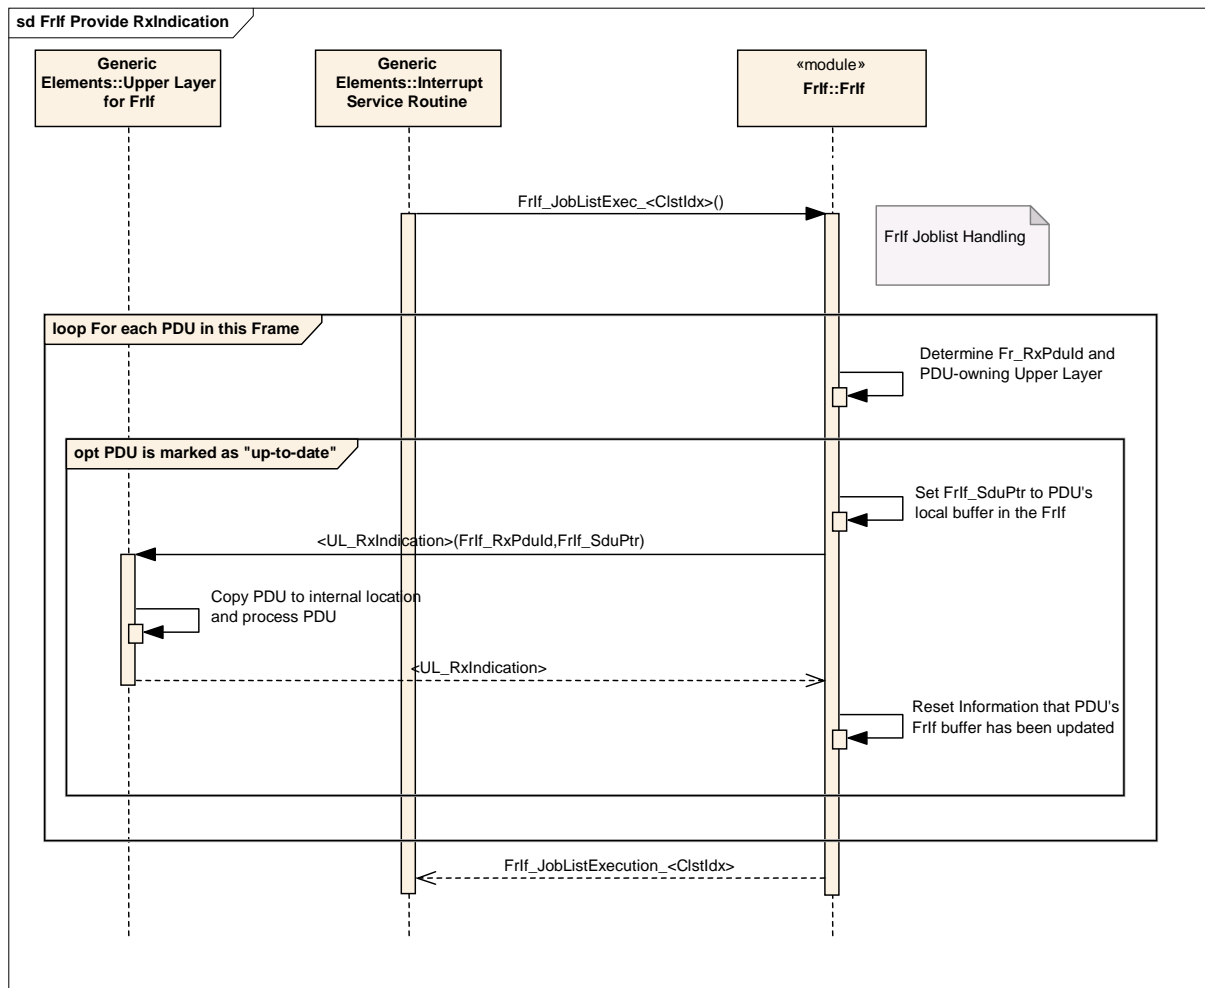 sd FrIf Provide RxIndication
Generic
Elements::Upper Layer
for FrIf
Generic
Elements::Interrupt
Service Routine
«module»
FrIf::FrIf
FrIf_JobListExec_<ClstIdx>()
FrIf Joblist Handling
loop For each PDU in this Frame
Determine Fr_RxPduId and
PDU-owning Upper Layer
opt PDU is marked as "up-to-date"
Set FrIf_SduPtr to PDU's
local buffer in the FrIf
<UL_RxIndication>(FrIf_RxPduId,FrIf_SduPtr)
Copy PDU to internal location
and process PDU
<UL_RxIndication>
Reset Information that PDU's
FrIf buffer has been updated
FrIf_JobListExecution_<ClstIdx>